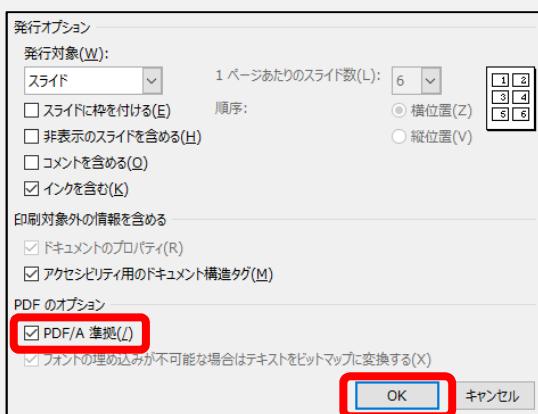 発行オプション
発行対象(W):
スライド 1 ページあたりのスライド数(L): 6
スライドに枠を付ける(E) 順序: 横位置(Z)
非表示のスライドを含める(H) 縦位置(V)
コメントを含める(O)
インクを含む(K)
1 2
3 4
5 6
印刷対象外の情報を含める
ドキュメントのプロパティ(R)
アクセシビリティ用のドキュメント構造タグ(M)
PDF のオプション
PDF/A 準拠(/)
フォントの埋め込みが不可能な場合はテキストをビットマップに変換する(X)
OK キャンセル